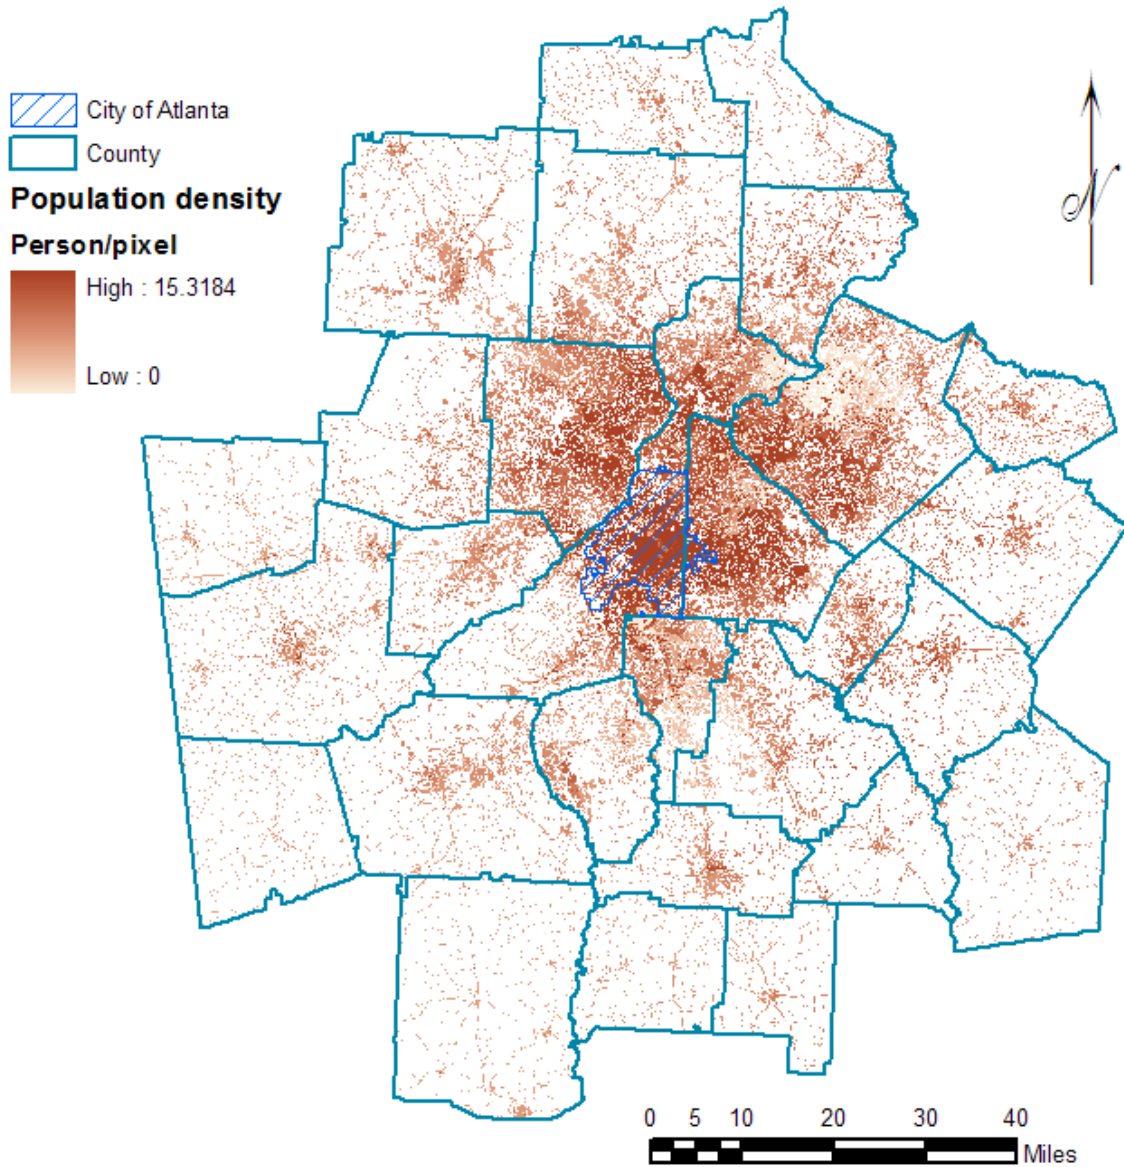 City of Atlanta
County
Population density
Person/pixel
High : 15.3184
Low : 0
N
0 5 10 20 30 40
Miles